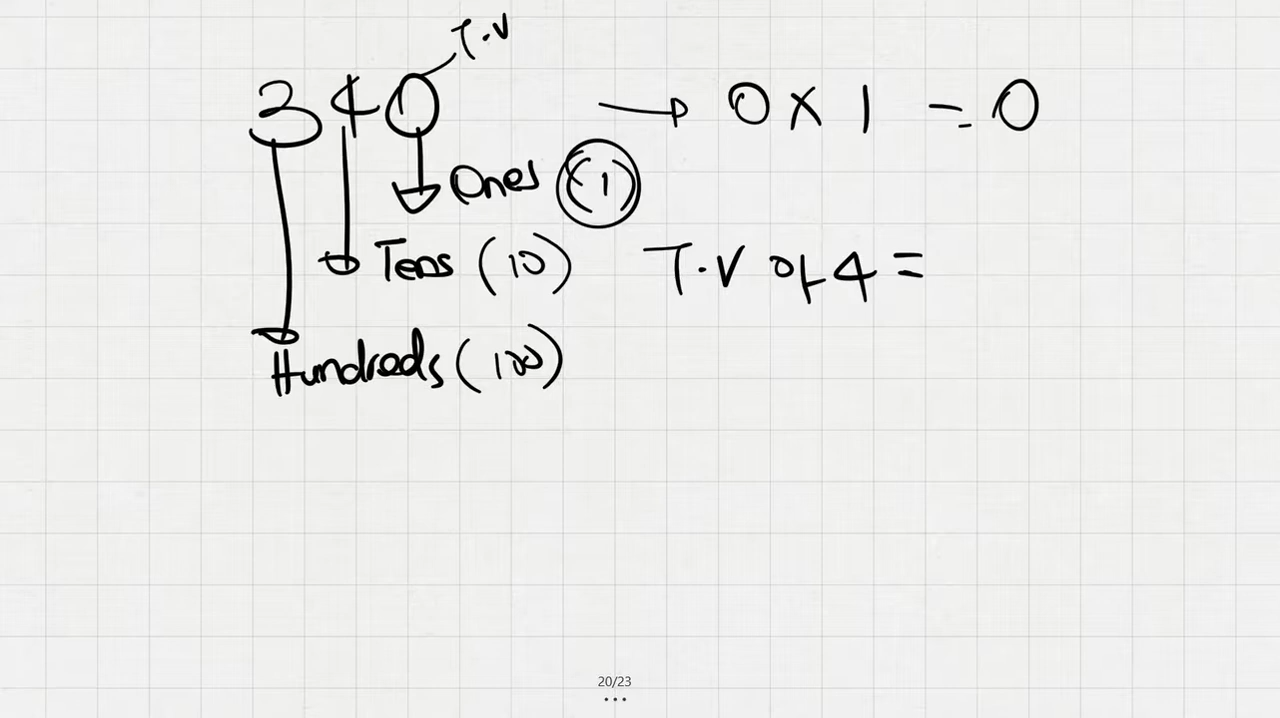 T.V
340 → 0 × 1 = 0
Ones (1)
Tens (10) T.V of 4 =
Hundreds (100)
20/23